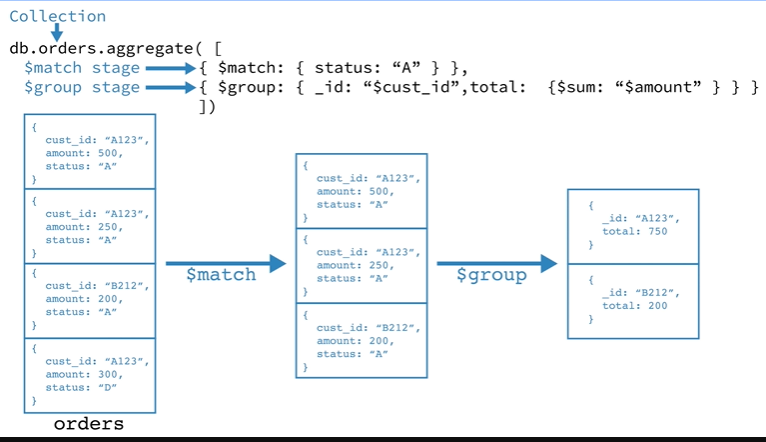 Collection
db.orders.aggregate( [
$match stage { $match: { status: “A” } },
$group stage { $group: { _id: “$cust_id”,total: {$sum: “$amount” } } }
])
{
cust_id: “A123”,
amount: 500,
status: “A”
}
{
cust_id: “A123”,
amount: 250,
status: “A”
}
{
cust_id: “B212”,
amount: 200,
status: “A”
}
{
cust_id: “A123”,
amount: 300,
status: “D”
}
orders
$match
{
cust_id: “A123”,
amount: 500,
status: “A”
}
{
cust_id: “A123”,
amount: 250,
status: “A”
}
{
cust_id: “B212”,
amount: 200,
status: “A”
}
$group
{
_id: “A123”,
total: 750
}
{
_id: “B212”,
total: 200
}